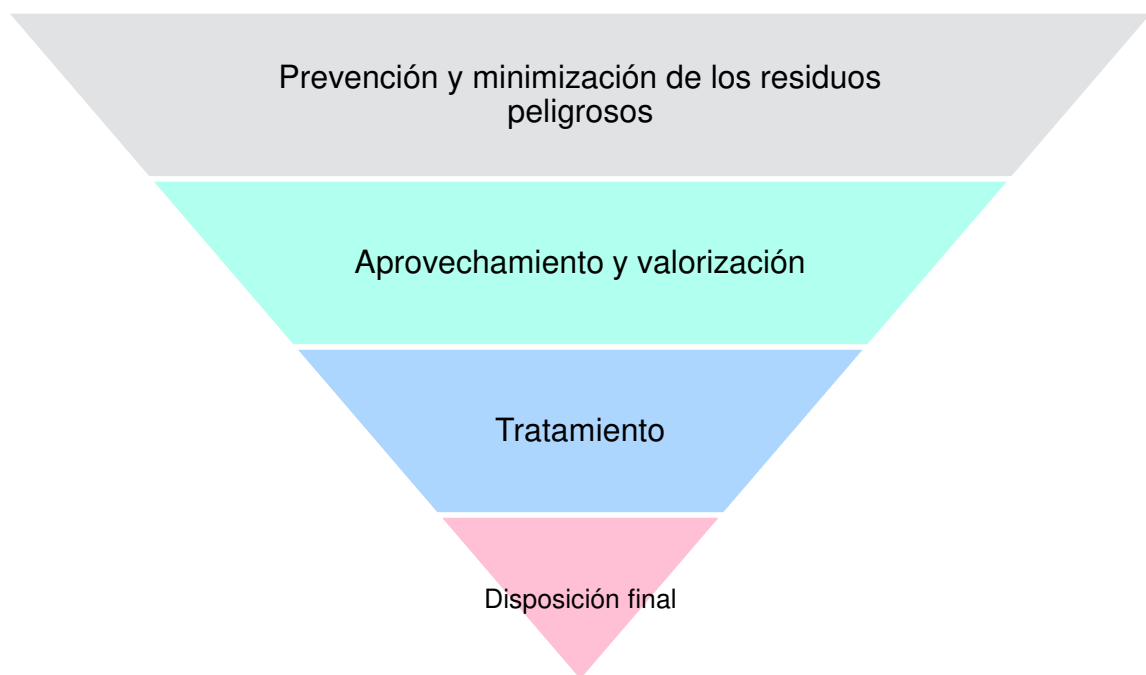 Prevención y minimización de los residuos
peligrosos
Aprovechamiento y valorización
Tratamiento
Disposición final